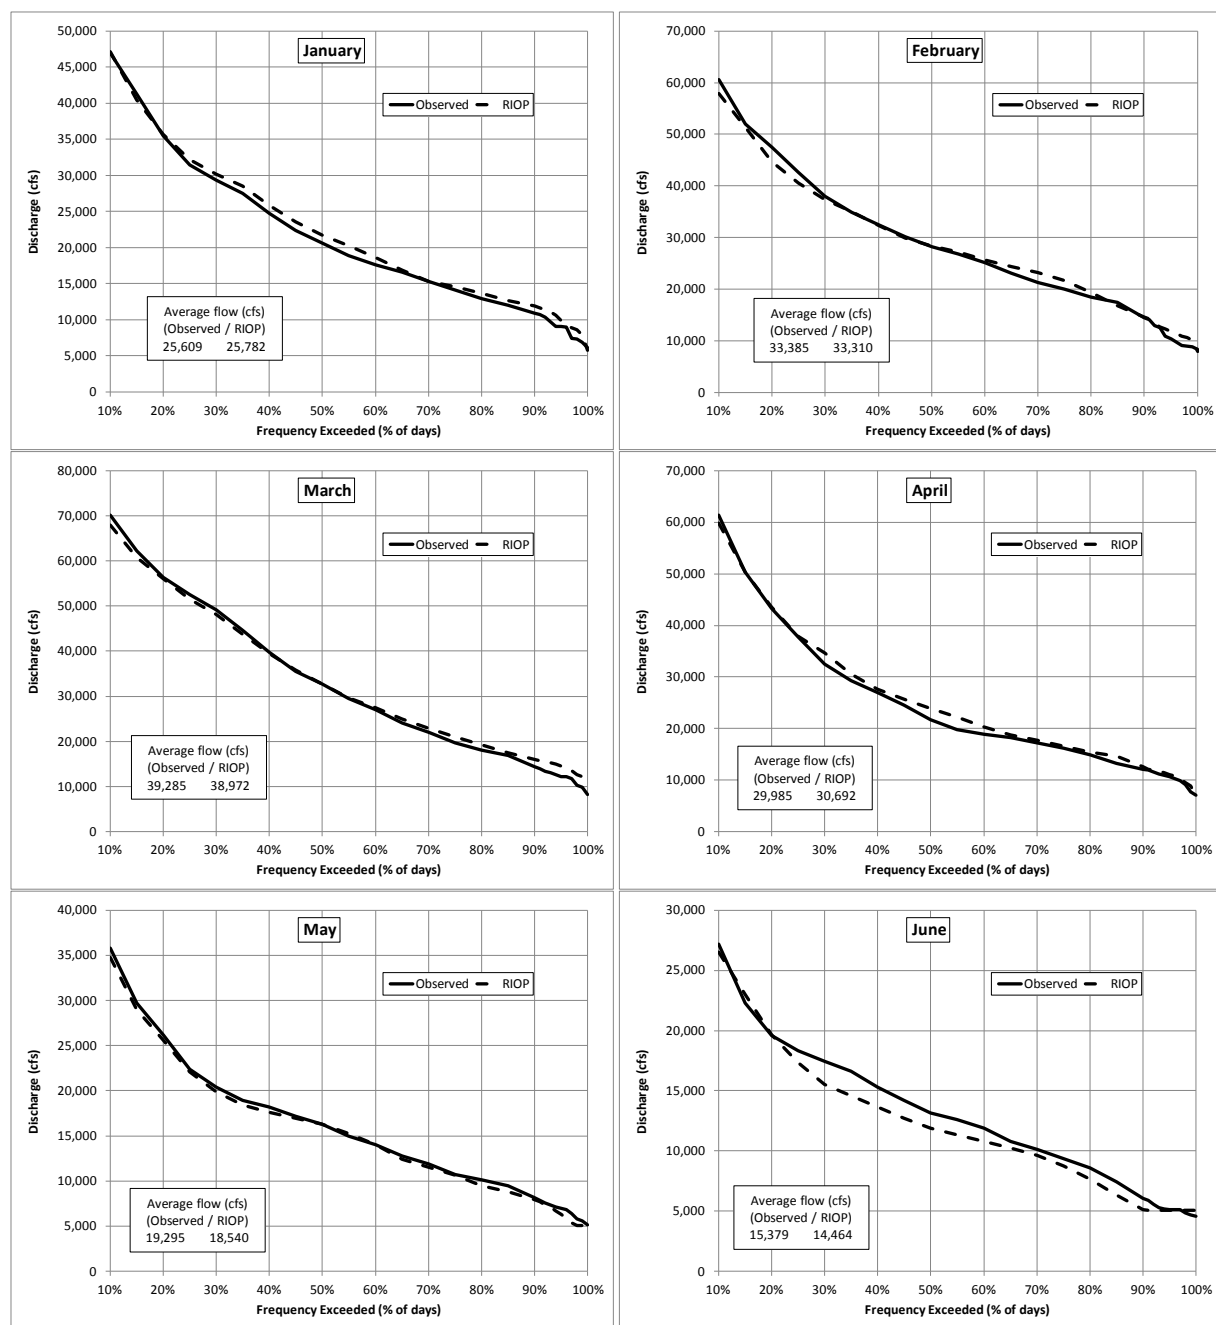 January
50,000
45,000
40,000
35,000
30,000
25,000
20,000
15,000
10,000
5,000
0
Discharge (cfs)
Observed RIOP
Average flow (cfs)
(Observed / RIOP)
25,609 25,782
10% 20% 30% 40% 50% 60% 70% 80% 90% 100%
Frequency Exceeded (% of days)
February
70,000
60,000
50,000
40,000
30,000
20,000
10,000
0
Discharge (cfs)
Observed RIOP
Average flow (cfs)
(Observed / RIOP)
33,385 33,310
10% 20% 30% 40% 50% 60% 70% 80% 90% 100%
Frequency Exceeded (% of days)
March
80,000
70,000
60,000
50,000
40,000
30,000
20,000
10,000
0
Discharge (cfs)
Observed RIOP
Average flow (cfs)
(Observed / RIOP)
39,285 38,972
10% 20% 30% 40% 50% 60% 70% 80% 90% 100%
Frequency Exceeded (% of days)
April
70,000
60,000
50,000
40,000
30,000
20,000
10,000
0
Discharge (cfs)
Observed RIOP
Average flow (cfs)
(Observed / RIOP)
29,985 30,692
10% 20% 30% 40% 50% 60% 70% 80% 90% 100%
Frequency Exceeded (% of days)
May
40,000
35,000
30,000
25,000
20,000
15,000
10,000
5,000
0
Discharge (cfs)
Observed RIOP
Average flow (cfs)
(Observed / RIOP)
19,295 18,540
10% 20% 30% 40% 50% 60% 70% 80% 90% 100%
Frequency Exceeded (% of days)
June
30,000
25,000
20,000
15,000
10,000
5,000
0
Discharge (cfs)
Observed RIOP
Average flow (cfs)
(Observed / RIOP)
15,379 14,464
10% 20% 30% 40% 50% 60% 70% 80% 90% 100%
Frequency Exceeded (% of days)